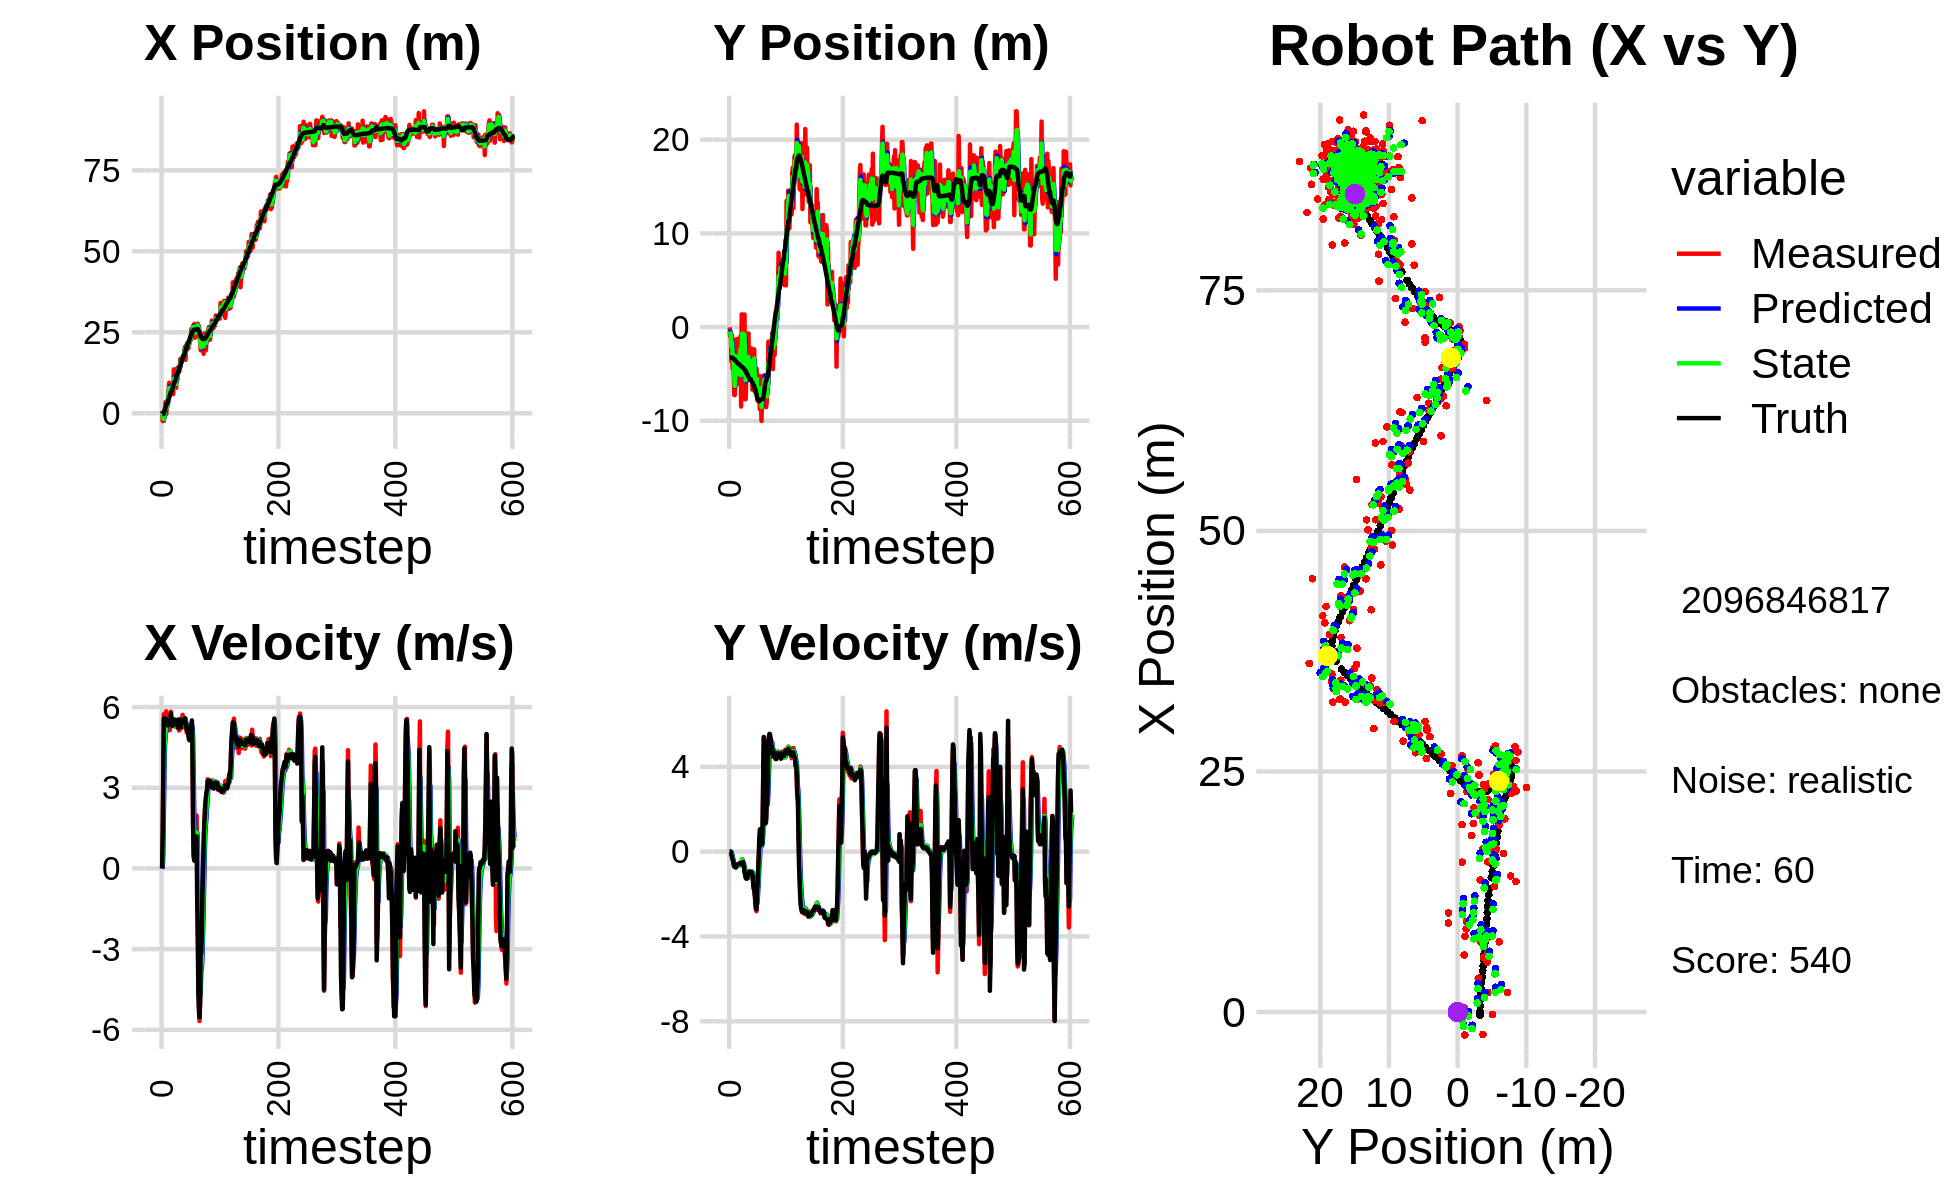 X Position (m)
75
50
25
0
0
200
400
600
timestep
Y Position (m)
20
10
0
-10
0
200
400
600
timestep
X Velocity (m/s)
6
3
0
-3
-6
0
200
400
600
timestep
Y Velocity (m/s)
4
0
-4
-8
0
200
400
600
timestep
Robot Path (X vs Y)
X Position (m)
75
50
25
0
20 10 0 -10 -20
Y Position (m)
variable
Measured
Predicted
State
Truth
2096846817
Obstacles: none
Noise: realistic
Time: 60
Score: 540